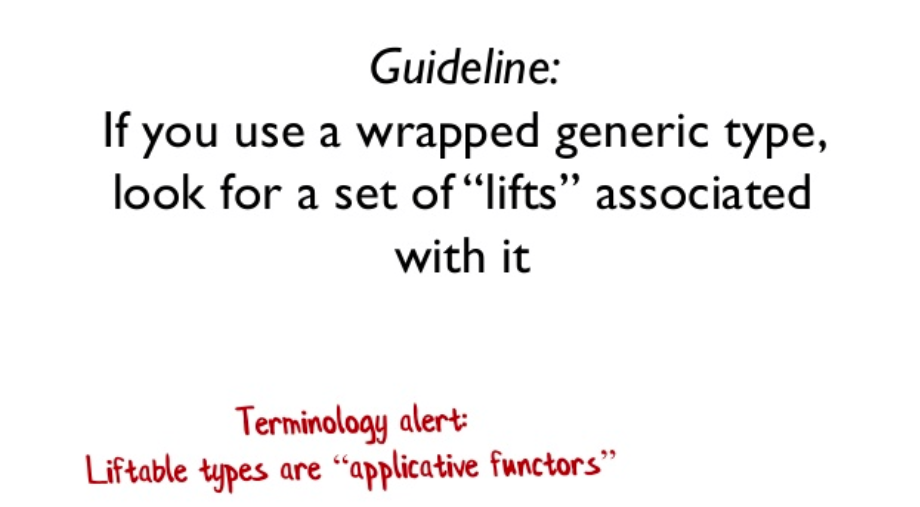 Guideline:
If you use a wrapped generic type,
look for a set of “lifts” associated
with it
Terminology alert:
Liftable types are “applicative functors”